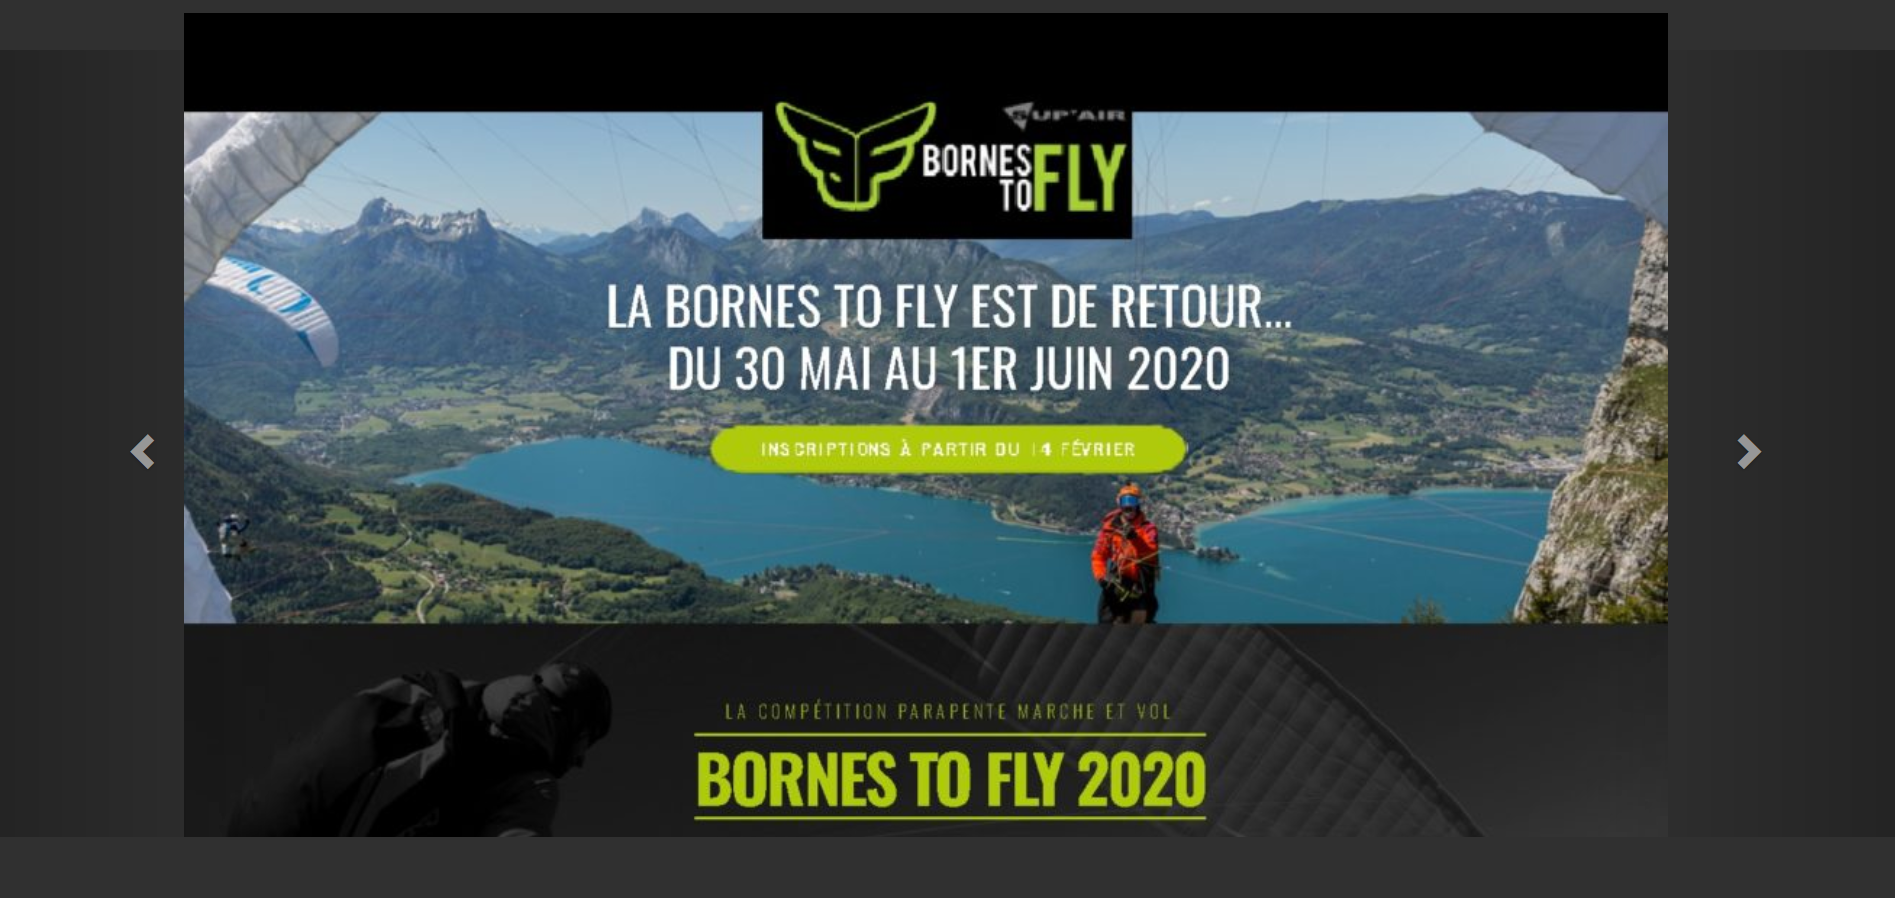 SUP'AIR
BORNES
TO FLY
LA BORNES TO FLY EST DE RETOUR...
DU 30 MAI AU 1ER JUIN 2020
INSCRIPTIONS À PARTIR DU 14 FÉVRIER
LA COMPÉTITION PARAPENTE MARCHE ET VOL
BORNES TO FLY 2020